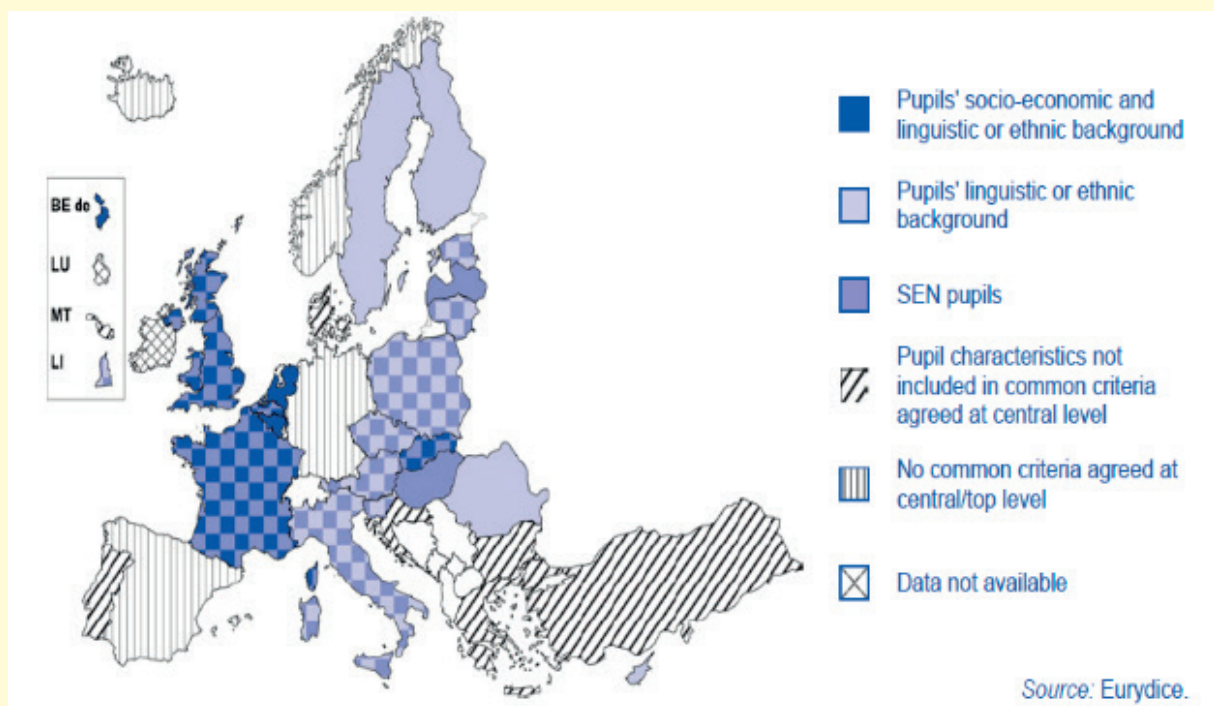 BE de
LU
MT
LI
Pupils' socio-economic and
linguistic or ethnic background
Pupils' linguistic or ethnic
background
SEN pupils
Pupil characteristics not
included in common criteria
agreed at central level
No common criteria agreed at
central/top level
Data not available
Source: Eurydice.